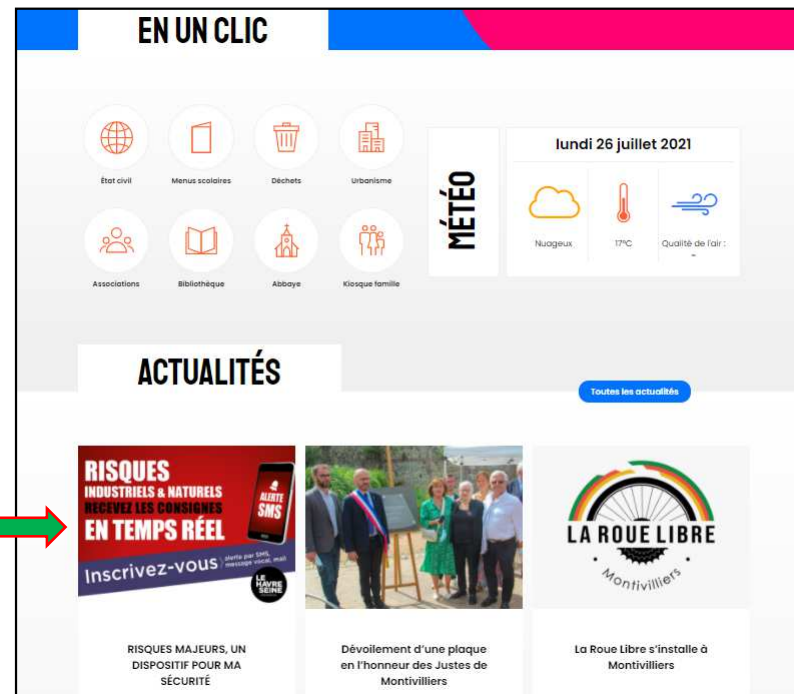 EN UN CLIC
État civil
Menus scolaires
Déchets
Urbanisme
Associations
Bibliothèque
Abbaye
Kiosque famille
MÉTÉO
lundi 26 juillet 2021
Nuageux
17°C
Qualité de l'air :
-
ACTUALITÉS
Toutes les actualités
RISQUES
INDUSTRIELS & NATURELS
RECEVEZ LES CONSIGNES
EN TEMPS RÉEL
ALERTE
SMS
Inscrivez-vous
alerte par SMS,
message vocal, mail
LE
HAVRE
SEINE
RISQUES MAJEURS, UN
DISPOSITIF POUR MA
SÉCURITÉ
Dévoilement d'une plaque
en l'honneur des Justes de
Montivilliers
LA ROUE LIBRE
Montivilliers
La Roue Libre s'installe à
Montivilliers